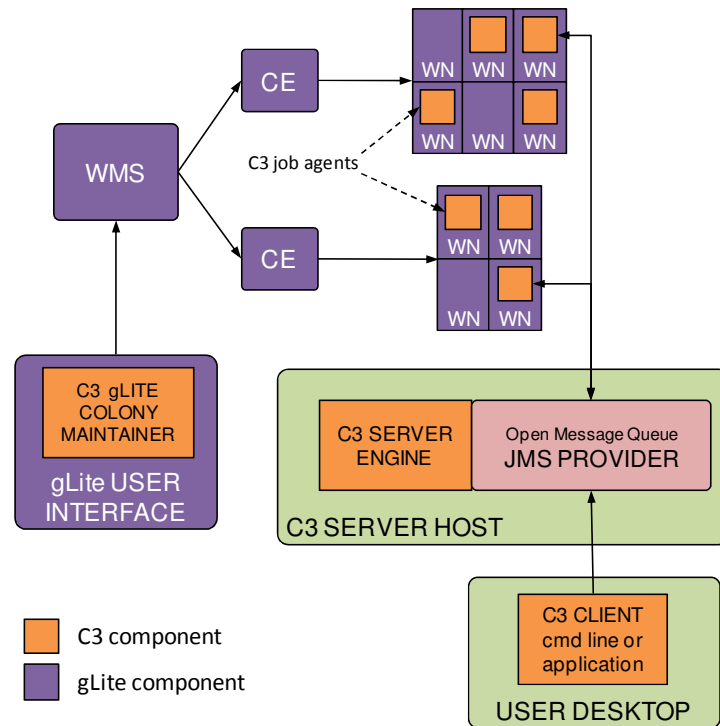 CE
WN WN WN
WN WN WN
C3 job agents
WMS
CE
WN WN
WN WN
C3 gLITE
COLONY
MAINTAINER
gLite USER
INTERFACE
C3 SERVER
ENGINE
Open Message Queue
JMS PROVIDER
C3 SERVER HOST
C3 CLIENT
cmd line or
application
USER DESKTOP
C3 component
gLite component